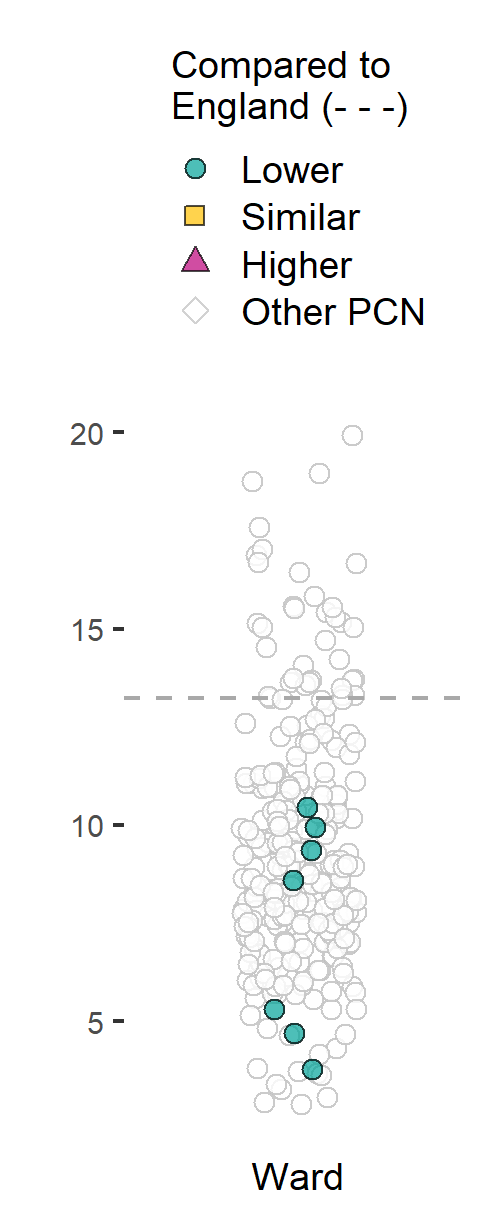 Compared to
England (- - -)
Lower
Similar
Higher
Other PCN
20
15
10
5
Ward